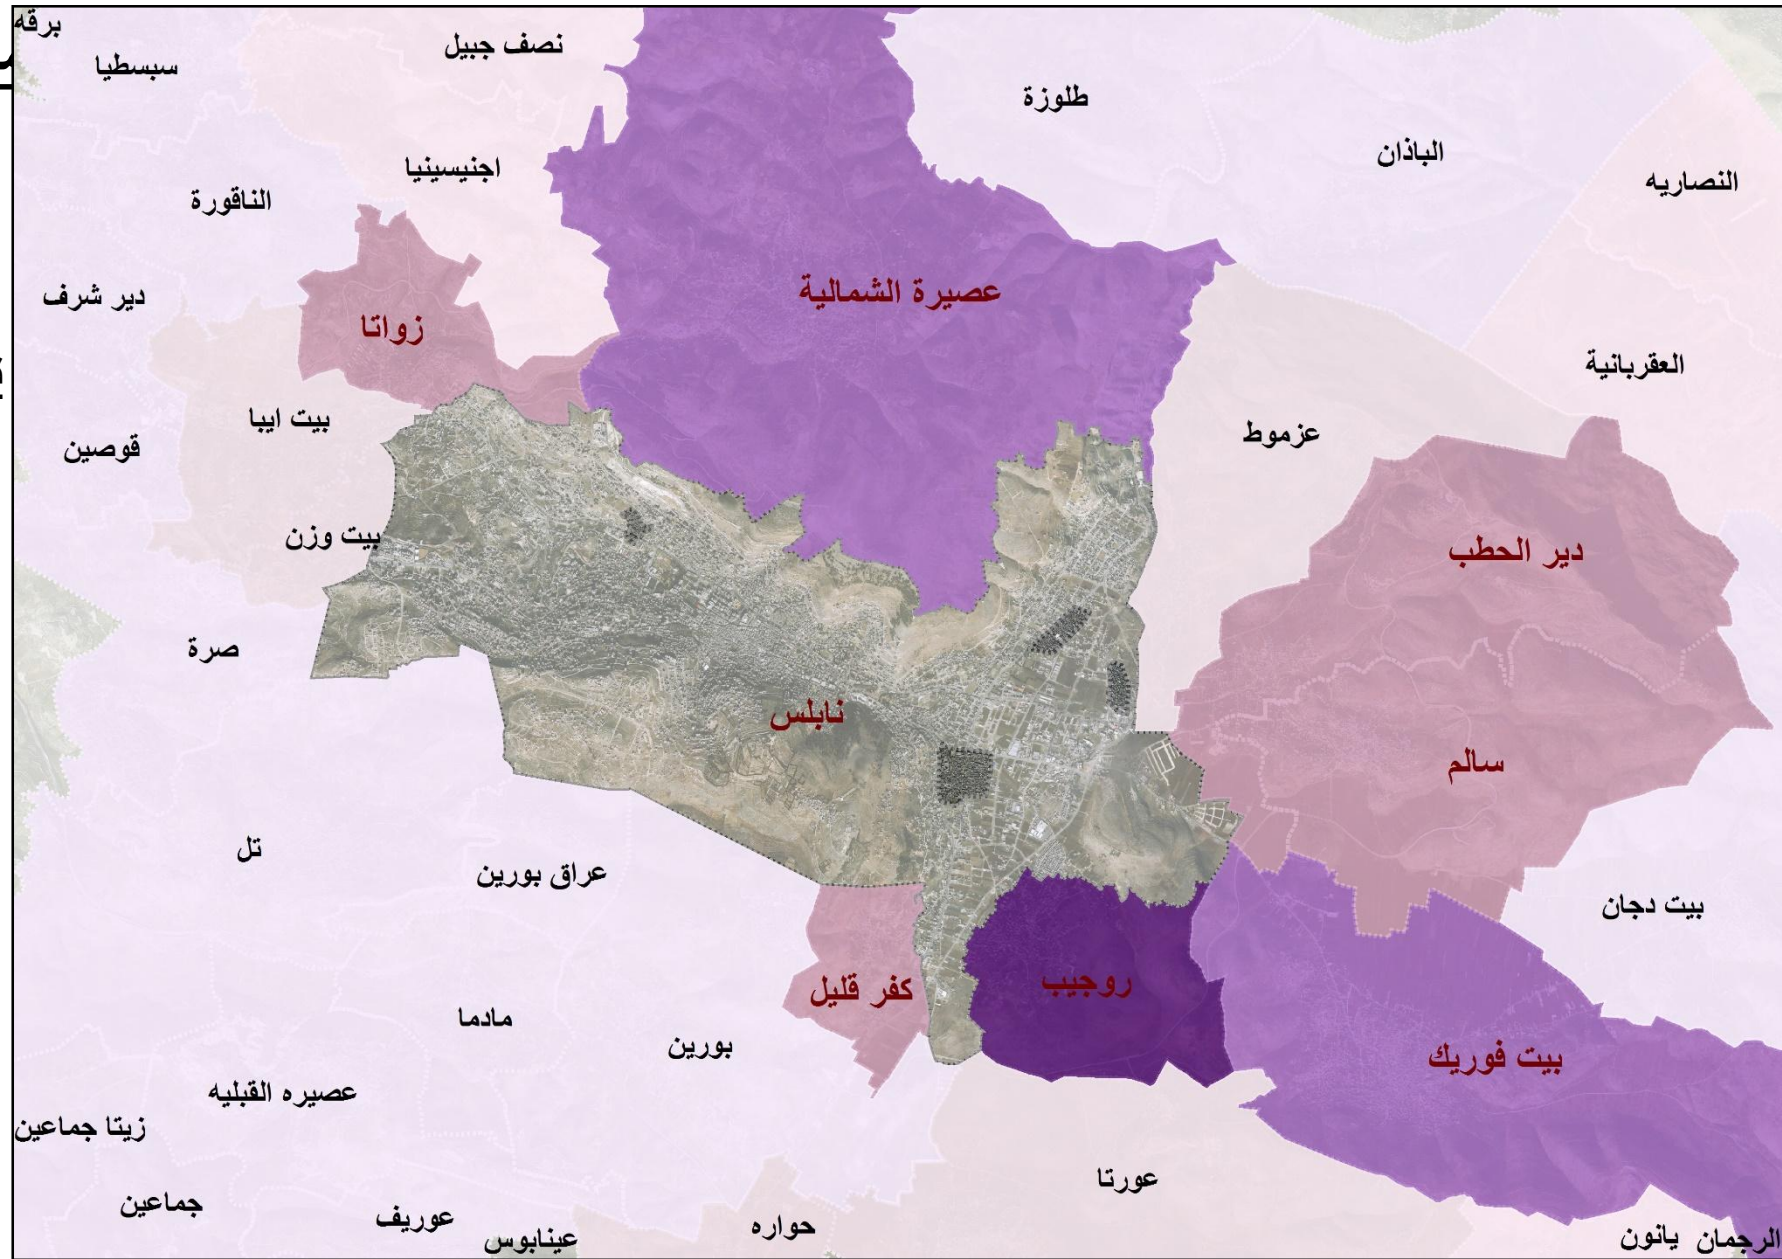 برقه
نصف جبيل
سبسطيا
طلوزة
الباذان
اجنيسينيا
النصاريه
الناقورة
عصيرة الشمالية
دير شرف
زواتا
العقربانية
بيت ايبا
عزموط
قوصين
بيت وزن
دير الحطب
صرة
نابلس
سالم
تل
عراق بورين
بيت دجان
كفر قليل
روجيب
مادما
بورين
بيت فوريك
عصيره القبليه
زيتا جماعين
عورتا
جماعين
عوريف
حواره
عينابوس
يانون
الرجمان